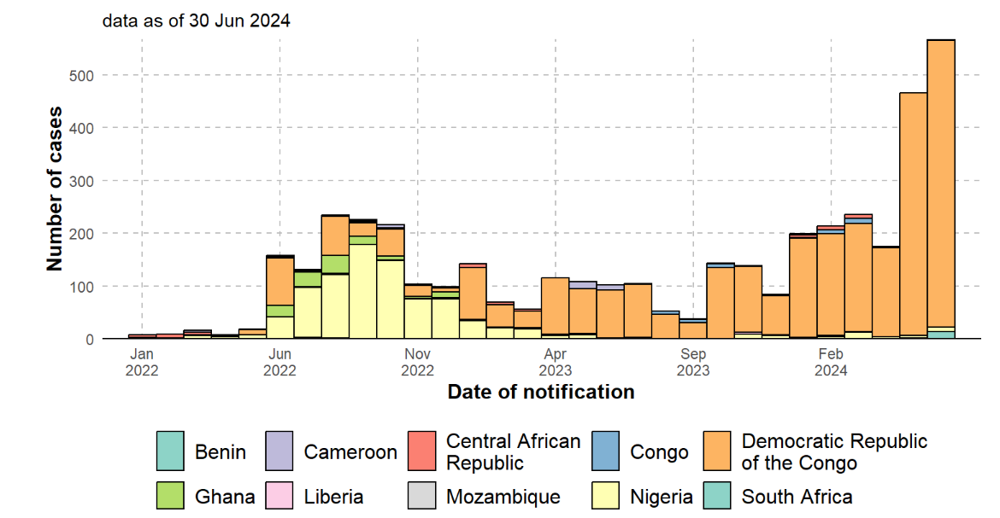 data as of 30 Jun 2024
Number of cases
500
400
300
200
100
0
Jan
2022
Jun
2022
Nov
2022
Apr
2023
Sep
2023
Feb
2024
Date of notification
Benin
Cameroon
Central African
Republic
Congo
Democratic Republic
of the Congo
Ghana
Liberia
Mozambique
Nigeria
South Africa